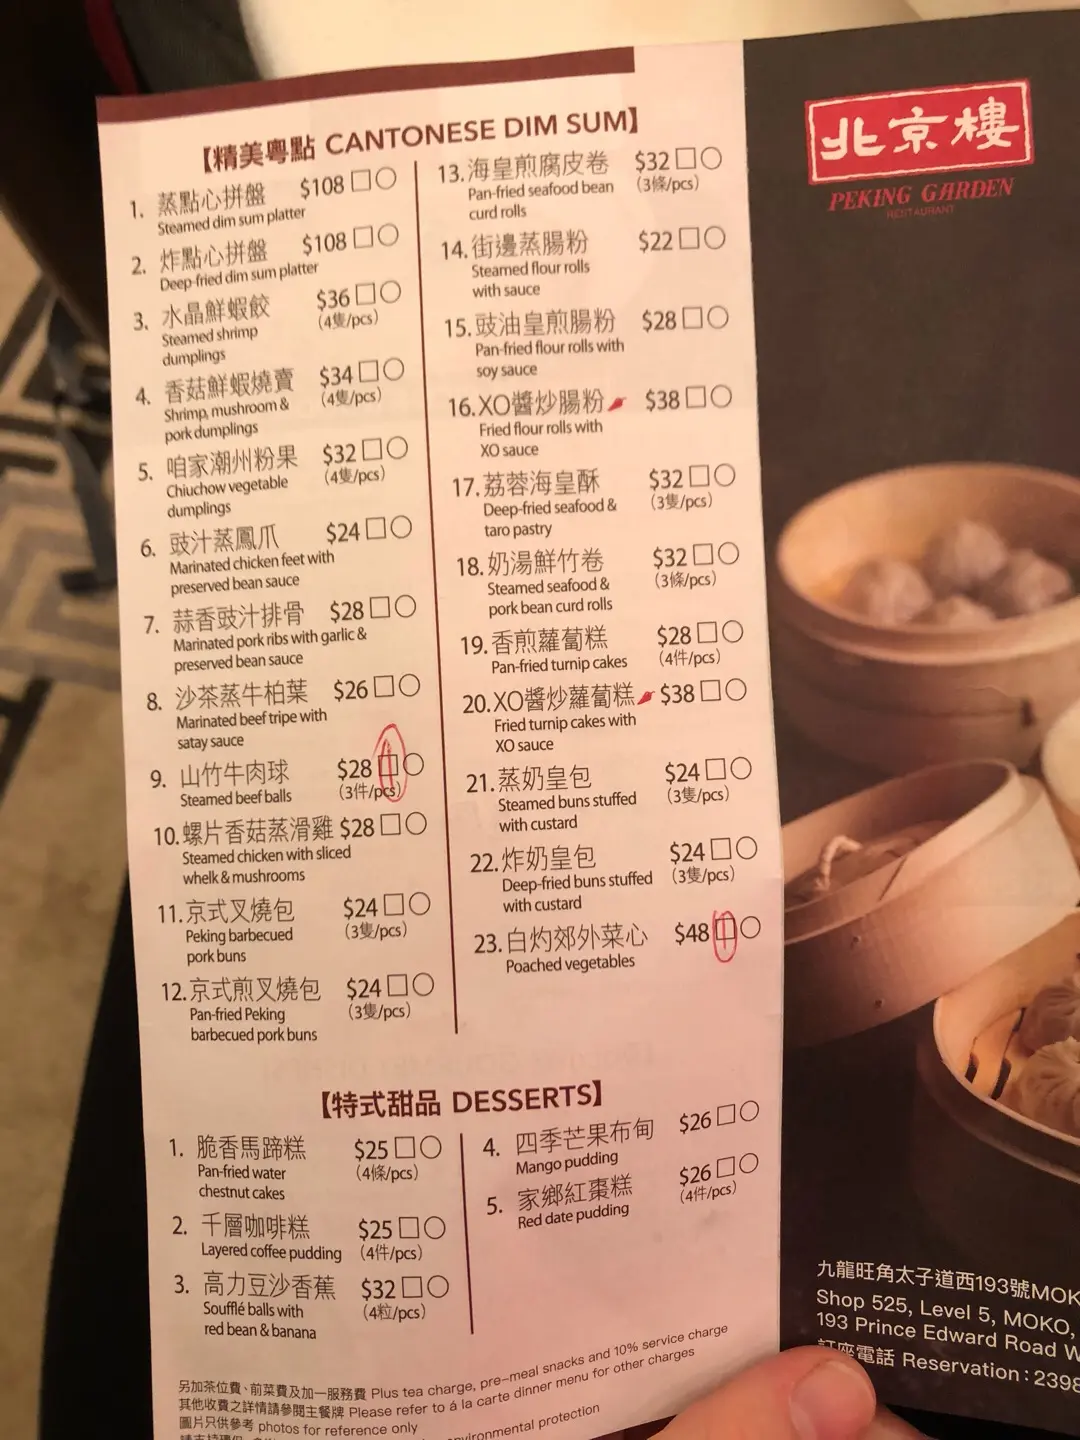 【精美粵點 CANTONESE DIM SUM】
1. 蒸點心拼盤 $108
Steamed dim sum platter
2. 炸點心拼盤 $108
Deep-fried dim sum platter
3. 水晶鮮蝦餃 $36
Steamed shrimp (4隻/pcs)
dumplings
4. 香菇鮮蝦燒賣 $34
Shrimp, mushroom & (4隻/pcs)
pork dumplings
5. 咱家潮州粉果 $32
Chiuchow vegetable (4隻/pcs)
dumplings
6. 豉汁蒸鳳爪 $24
Marinated chicken feet with
preserved bean sauce
7. 蒜香豉汁排骨 $28
Marinated pork ribs with garlic &
preserved bean sauce
8. 沙茶蒸牛柏葉 $26
Marinated beef tripe with
satay sauce
9. 山竹牛肉球 $28
Steamed beef balls (3件/pcs)
10. 螺片香菇蒸滑雞 $28
Steamed chicken with sliced
whelk & mushrooms
11. 京式叉燒包 $24
Peking barbecued (3隻/pcs)
pork buns
12. 京式煎叉燒包 $24
Pan-fried Peking (3隻/pcs)
barbecued pork buns
13. 海皇煎腐皮卷 $32
Pan-fried seafood bean (3條/pcs)
curd rolls
14. 街邊蒸腸粉 $22
Steamed flour rolls
with sauce
15. 豉油皇煎腸粉 $28
Pan-fried flour rolls with
soy sauce
16. XO醬炒腸粉 $38
Fried flour rolls with
XO sauce
17. 荔蓉海皇酥 $32
Deep-fried seafood & (3隻/pcs)
taro pastry
18. 奶湯鮮竹卷 $32
Steamed seafood & (3條/pcs)
pork bean curd rolls
19. 香煎蘿蔔糕 $28
Pan-fried turnip cakes (4件/pcs)
20. XO醬炒蘿蔔糕 $38
Fried turnip cakes with
XO sauce
21. 蒸奶皇包 $24
Steamed buns stuffed (3隻/pcs)
with custard
22. 炸奶皇包 $24
Deep-fried buns stuffed (3隻/pcs)
with custard
23. 白灼郊外菜心 $48
Poached vegetables
【特式甜品 DESSERTS】
1. 脆香馬蹄糕 $25
Pan-fried water (4條/pcs)
chestnut cakes
2. 千層咖啡糕 $25
Layered coffee pudding (4件/pcs)
3. 高力豆沙香蕉 $32
Soufflé balls with (4粒/pcs)
red bean & banana
4. 四季芒果布甸 $26
Mango pudding
5. 家鄉紅棗糕 $26
Red date pudding (4件/pcs)
另加茶位費、前菜費及加一服務費 Plus tea charge, pre-meal snacks and 10% service charge
其他收費之詳情請參閱主餐牌 Please refer to á la carte dinner menu for other charges
圖片只供參考 photos for reference only
environmental protection
北京樓
PEKING GARDEN
RESTAURANT
九龍旺角太子道西193號MOK
Shop 525, Level 5, MOKO,
193 Prince Edward Road W
訂座電話 Reservation : 2398